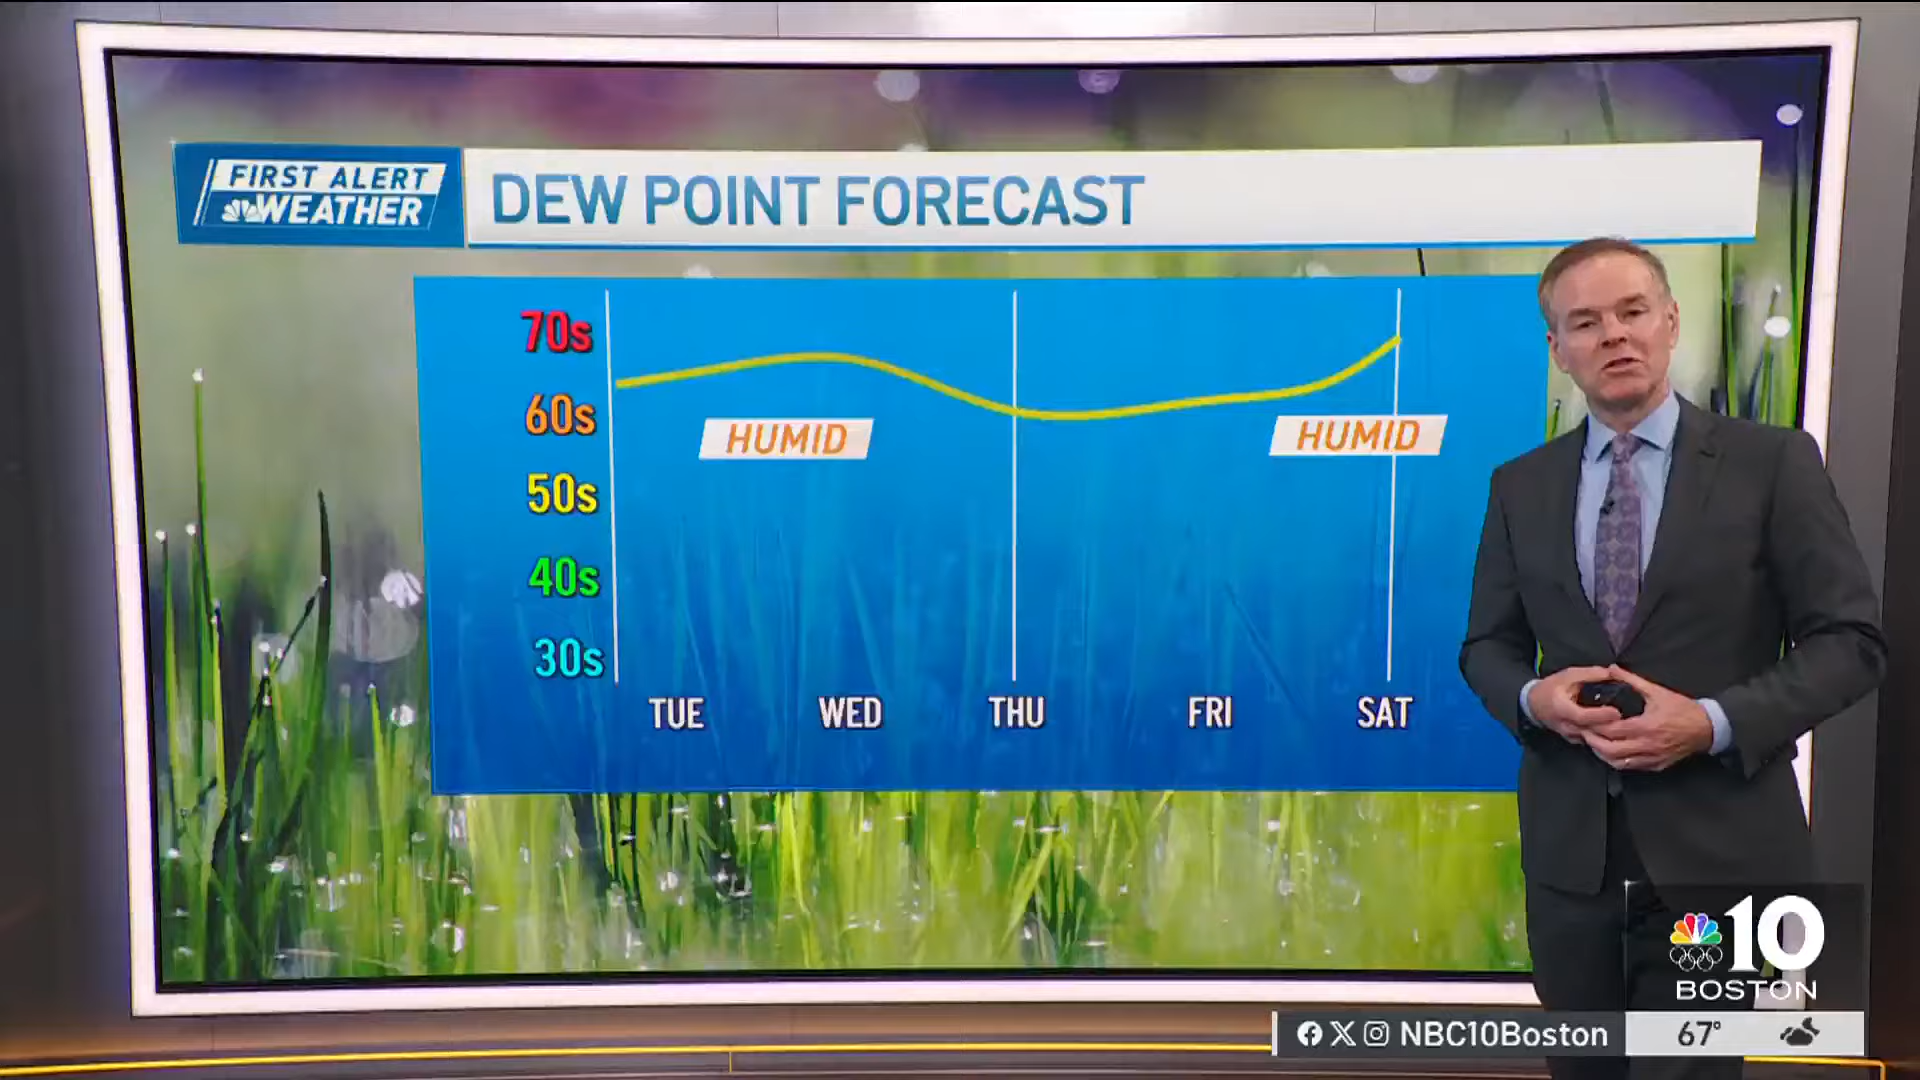 FIRST ALERT
WEATHER
DEW POINT FORECAST
70s
60s
50s
40s
30s
HUMID
HUMID
TUE WED THU FRI SAT
10
BOSTON
NBC10Boston
67°